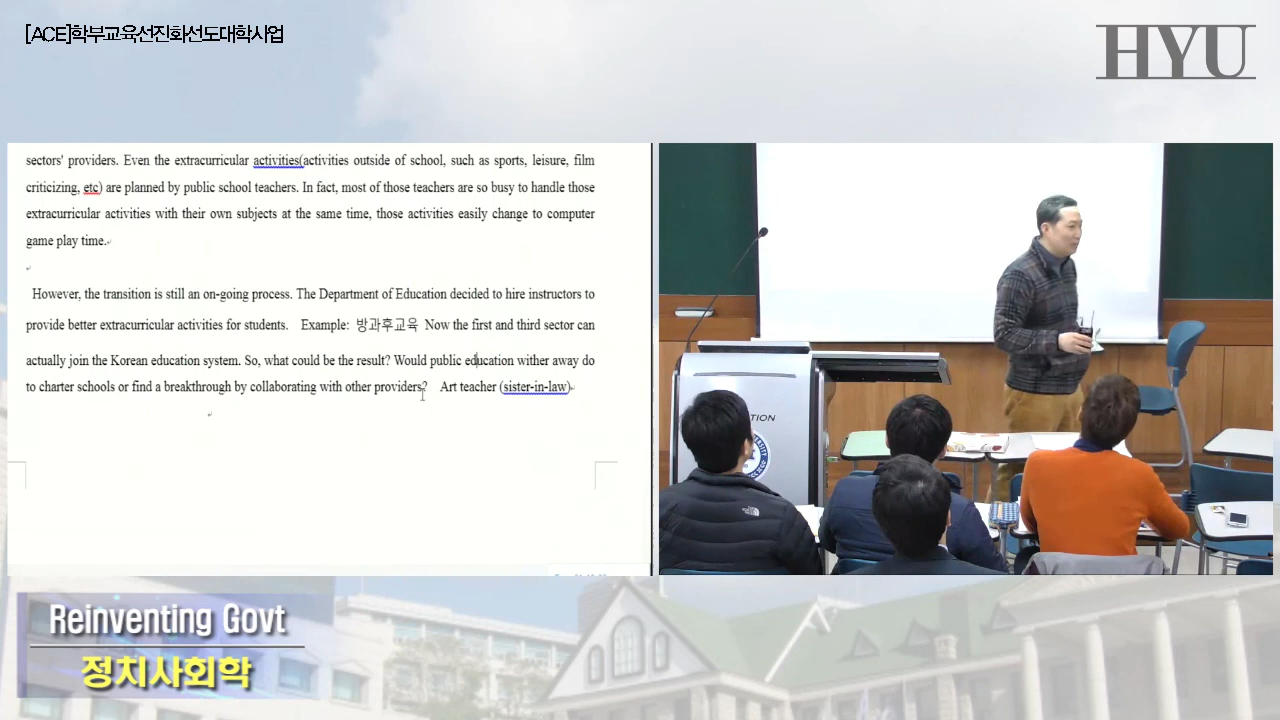 [ACE]학부교육선진화선도대학사업
HYU
sectors' providers. Even the extracurricular activities(activities outside of school, such as sports, leisure, film
criticizing, etc) are planned by public school teachers. In fact, most of those teachers are so busy to handle those
extracurricular activities with their own subjects at the same time, those activities easily change to computer
game play time.
However, the transition is still an on-going process. The Department of Education decided to hire instructors to
provide better extracurricular activities for students. Example: 방과후교육 Now the first and third sector can
actually join the Korean education system. So, what could be the result? Would public education wither away do
to charter schools or find a breakthrough by collaborating with other providers? Art teacher (sister-in-law)
Reinventing Govt
정치사회학